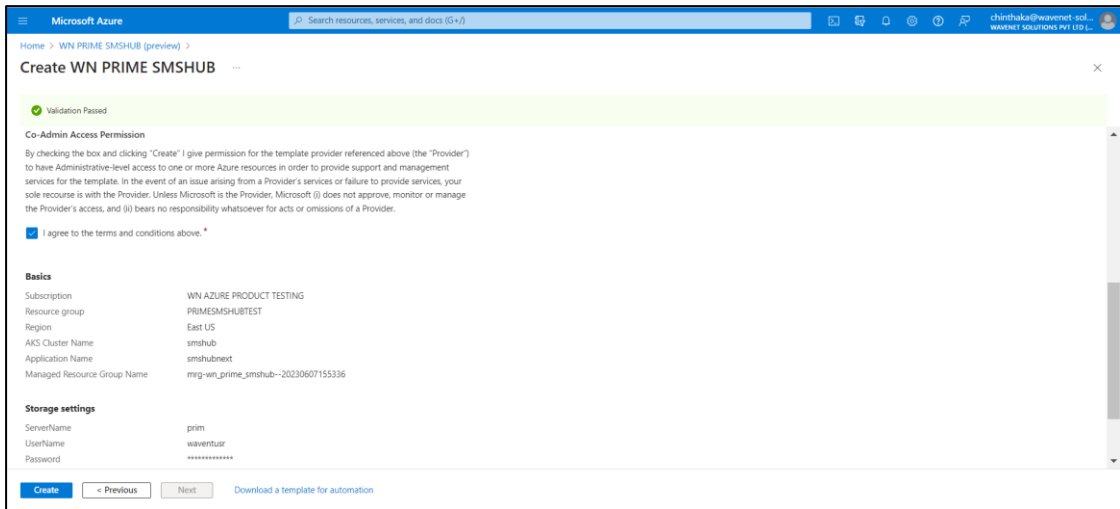 Microsoft Azure
Search resources, services, and docs (G+/)
chinthaka@wavenet-sol...
WAVENET SOLUTIONS PVT LTD (...
Home > WN PRIME SMSHUB (preview) >
Create WN PRIME SMSHUB ...
Validation Passed
Co-Admin Access Permission
By checking the box and clicking "Create" I give permission for the template provider referenced above (the "Provider")
to have Administrative-level access to one or more Azure resources in order to provide support and management
services for the template. In the event of an issue arising from a Provider's services or failure to provide services, your
sole recourse is with the Provider. Unless Microsoft is the Provider, Microsoft (i) does not approve, monitor or manage
the Provider's access, and (ii) bears no responsibility whatsoever for acts or omissions of a Provider.
I agree to the terms and conditions above. *
Basics
Subscription WN AZURE PRODUCT TESTING
Resource group PRIMESMSHUBTEST
Region East US
AKS Cluster Name smshub
Application Name smshubnext
Managed Resource Group Name mrg-wn_prime_smshub--20230607155336
Storage settings
ServerName prim
UserName waventusr
Password *************
Create < Previous Next Download a template for automation